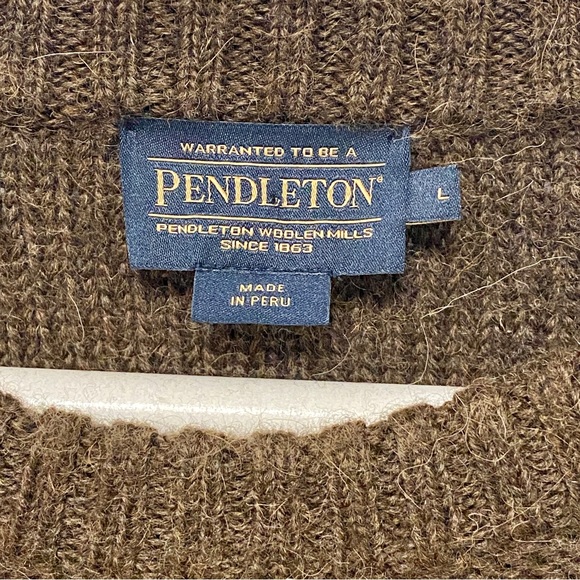 WARRANTED TO BE A
PENDLETON®
PENDLETON WOOLEN MILLS
SINCE 1863
L
MADE
IN PERU